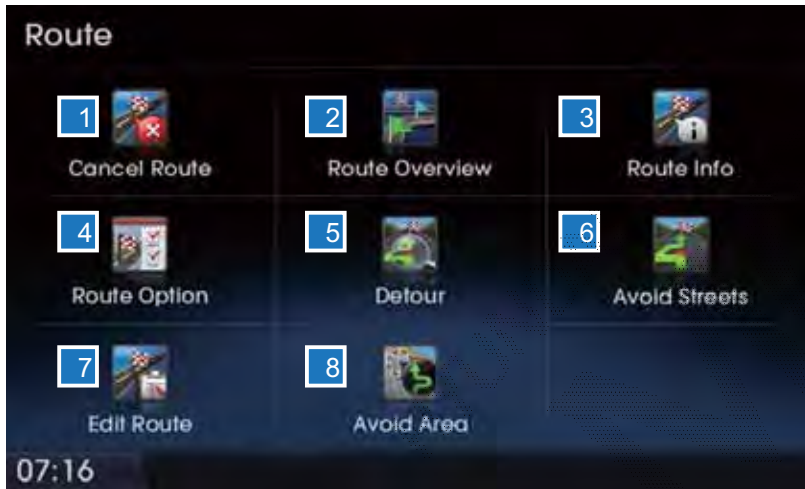 Route
1
Cancel Route
2
Route Overview
3
Route Info
4
Route Option
5
Detour
6
Avoid Streets
7
Edit Route
8
Avoid Area
07:16